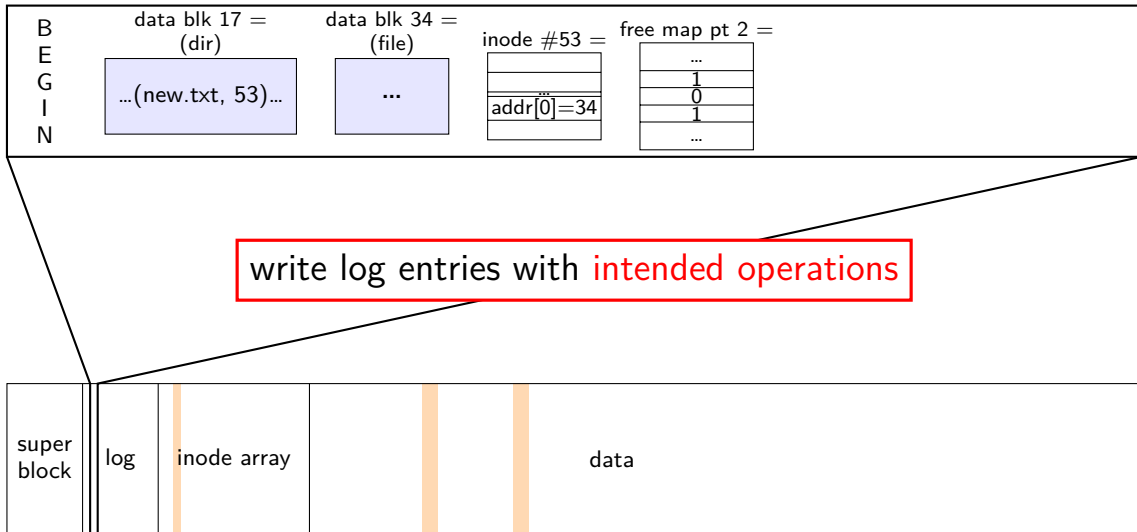 B
E
G
I
N
data blk 17 =
(dir)
...(new.txt, 53)...
data blk 34 =
(file)
...
inode #53 =
...
addr[0]=34
free map pt 2 =
...
1
0
1
...
write log entries with intended operations
super
block
log
inode array
data